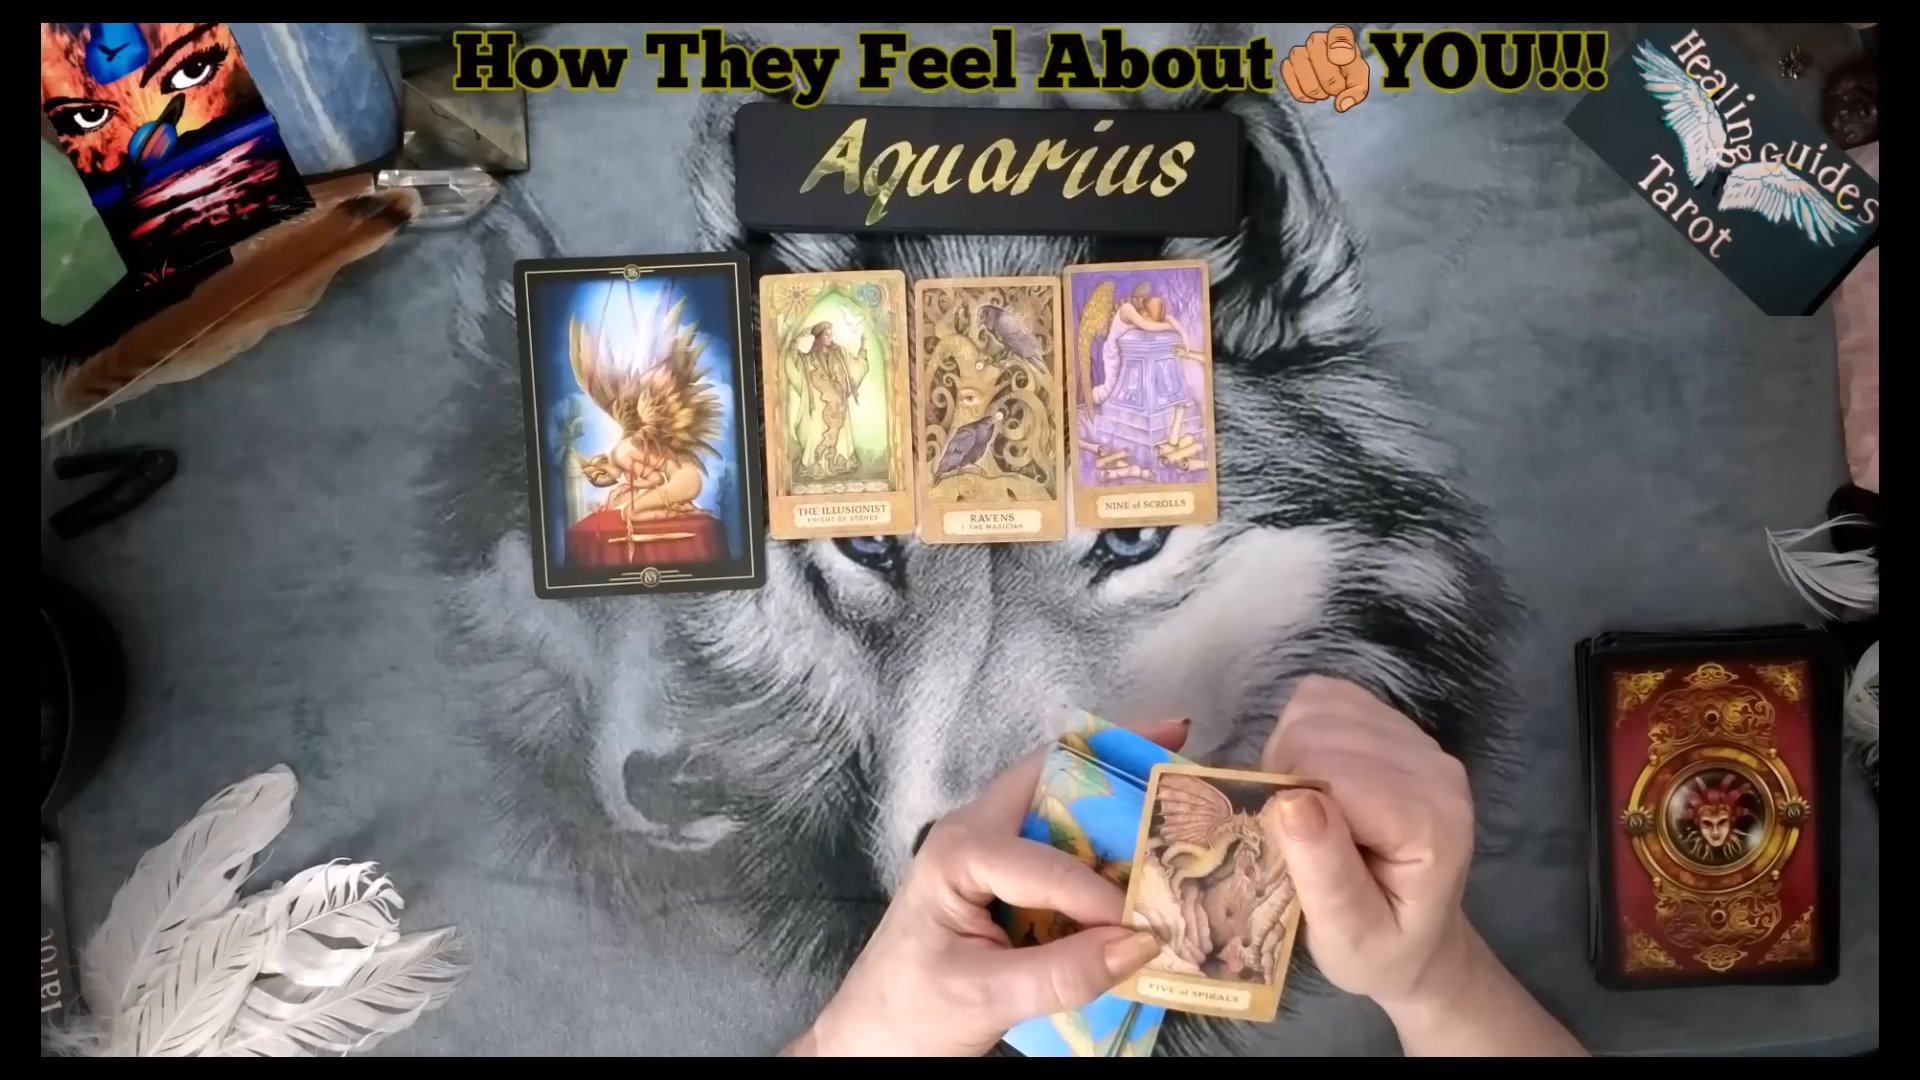 How They Feel About YOU!!!
Aquarius
Healing
Guides
Tarot
36
THE ILLUSIONIST
KNIGHT OF STONES
RAVENS
I THE MAGICIAN
NINE of SCROLLS
FIVE of SPIRALS
Tarot